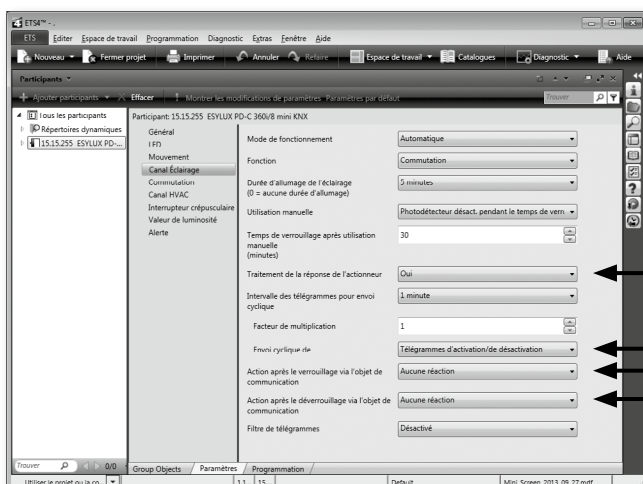 ETS4™ - .
ETS Editer Espace de travail Programmation Diagnostic Extras Fenêtre Aide
Nouveau Fermer projet Imprimer Annuler Refaire Espace de travail Catalogues Diagnostic Aide
Participants
Ajouter participants Effacer Montrer les modifications de paramètres Paramètres par défaut Trouver
Tous les participants
Répertoires dynamiques
15.15.255 ESYLUX PD-...
Participant: 15.15.255 ESYLUX PD-C 360i/8 mini KNX
Général
LED
Mouvement
Canal Éclairage
Commutation
Canal HVAC
Interrupteur crépusculaire
Valeur de luminosité
Alerte
Mode de fonctionnement Automatique
Fonction Commutation
Durée d'allumage de l'éclairage
(0 = aucune durée d'allumage) 5 minutes
Utilisation manuelle Photodétecteur désact. pendant le temps de verr
Temps de verrouillage après utilisation
manuelle
(minutes) 30
Traitement de la réponse de l'actionneur Oui
Intervalle des télégrammes pour envoi
cyclique 1 minute
Facteur de multiplication 1
Envoi cyclique de Télégrammes d'activation/de désactivation
Action après le verrouillage via l'objet de
communication Aucune réaction
Action après le déverrouillage via l'objet de
communication Aucune réaction
Filtre de télégrammes Désactivé
Trouver 0/0
Group Objects Paramètres Programmation
Utiliser le projet ou la co 1.1 15... Default Mini_Screen_2013_09_27.mdf